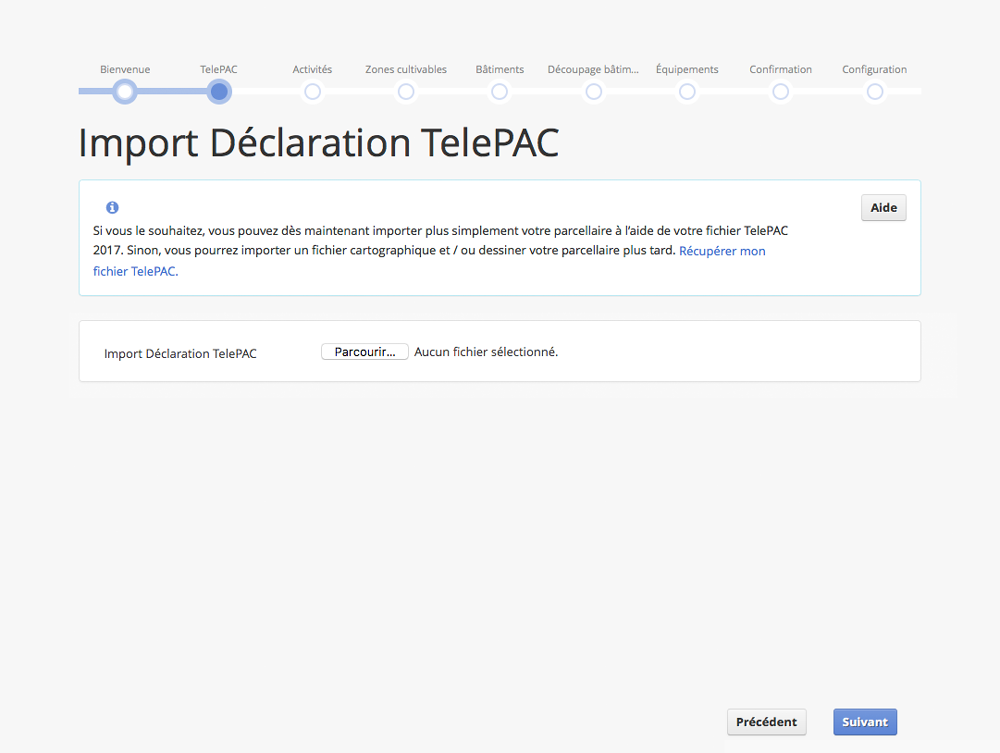 Bienvenue TelePAC Activités Zones cultivables Bâtiments Découpage bâtim... Équipements Confirmation Configuration
Import Déclaration TelePAC
Aide
Si vous le souhaitez, vous pouvez dès maintenant importer plus simplement votre parcellaire à l'aide de votre fichier TelePAC
2017. Sinon, vous pourrez importer un fichier cartographique et / ou dessiner votre parcellaire plus tard. Récupérer mon
fichier TelePAC.
Import Déclaration TelePAC Parcourir... Aucun fichier sélectionné.
Précédent Suivant